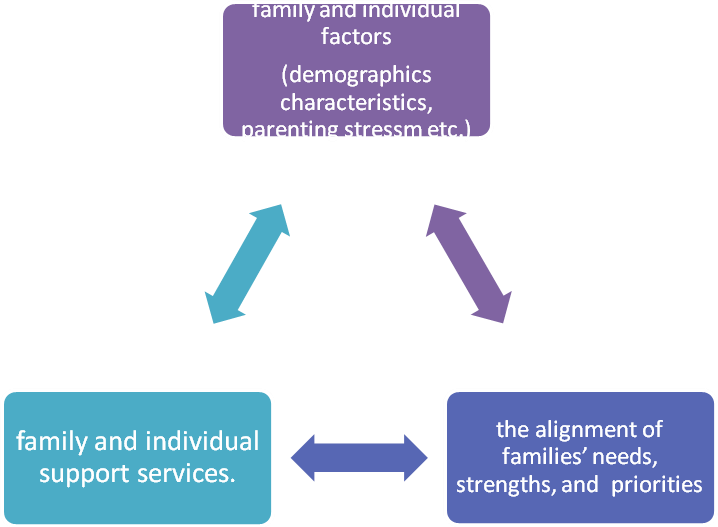 family and individual
factors
(demographics
characteristics,
parenting stressm etc.)
family and individual
support services.
the alignment of
families’ needs,
strengths, and priorities